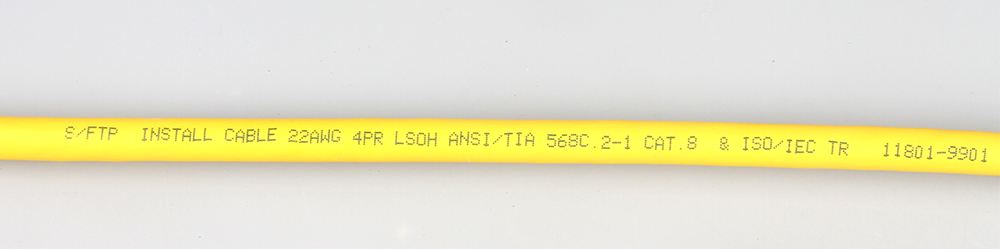 S/FTP INSTALL CABLE 22AWG 4PR LSOH ANSI/TIA 568C.2-1 CAT.8 & ISO/IEC TR 11801-9901